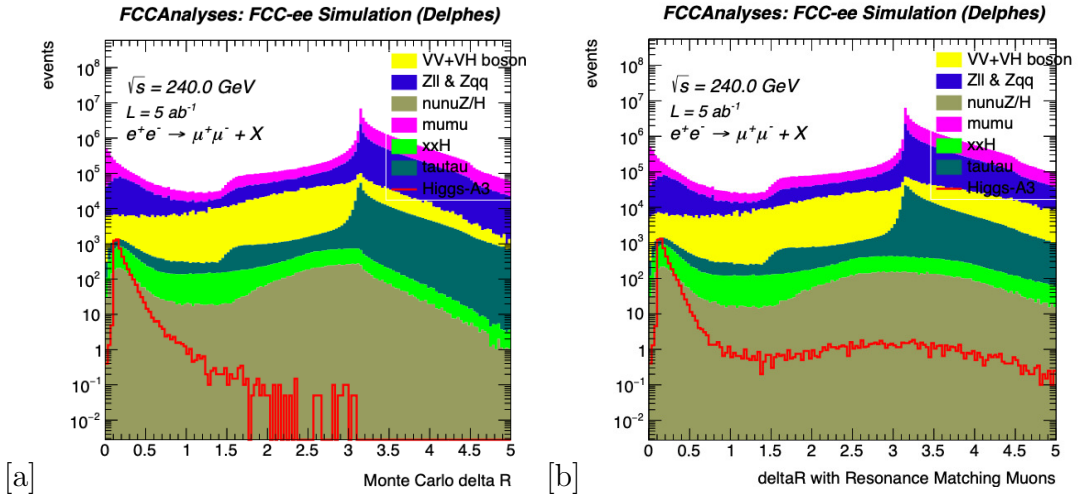 FCCAnalyses: FCC-ee Simulation (Delphes)
events
10⁸
10⁷
10⁶
10⁵
10⁴
10³
10²
10
1
10⁻¹
10⁻²
√s = 240.0 GeV
L = 5 ab⁻¹
e⁺e⁻ → μ⁺μ⁻ + X
VV+VH boson
Zll & Zqq
nunuZ/H
mumu
xxH
tautau
Higgs-A3
0 0.5 1 1.5 2 2.5 3 3.5 4 4.5 5
Monte Carlo delta R
[a]
FCCAnalyses: FCC-ee Simulation (Delphes)
events
10⁸
10⁷
10⁶
10⁵
10⁴
10³
10²
10
1
10⁻¹
10⁻²
√s = 240.0 GeV
L = 5 ab⁻¹
e⁺e⁻ → μ⁺μ⁻ + X
VV+VH boson
Zll & Zqq
nunuZ/H
mumu
xxH
tautau
Higgs-A3
0 0.5 1 1.5 2 2.5 3 3.5 4 4.5 5
deltaR with Resonance Matching Muons
[b]